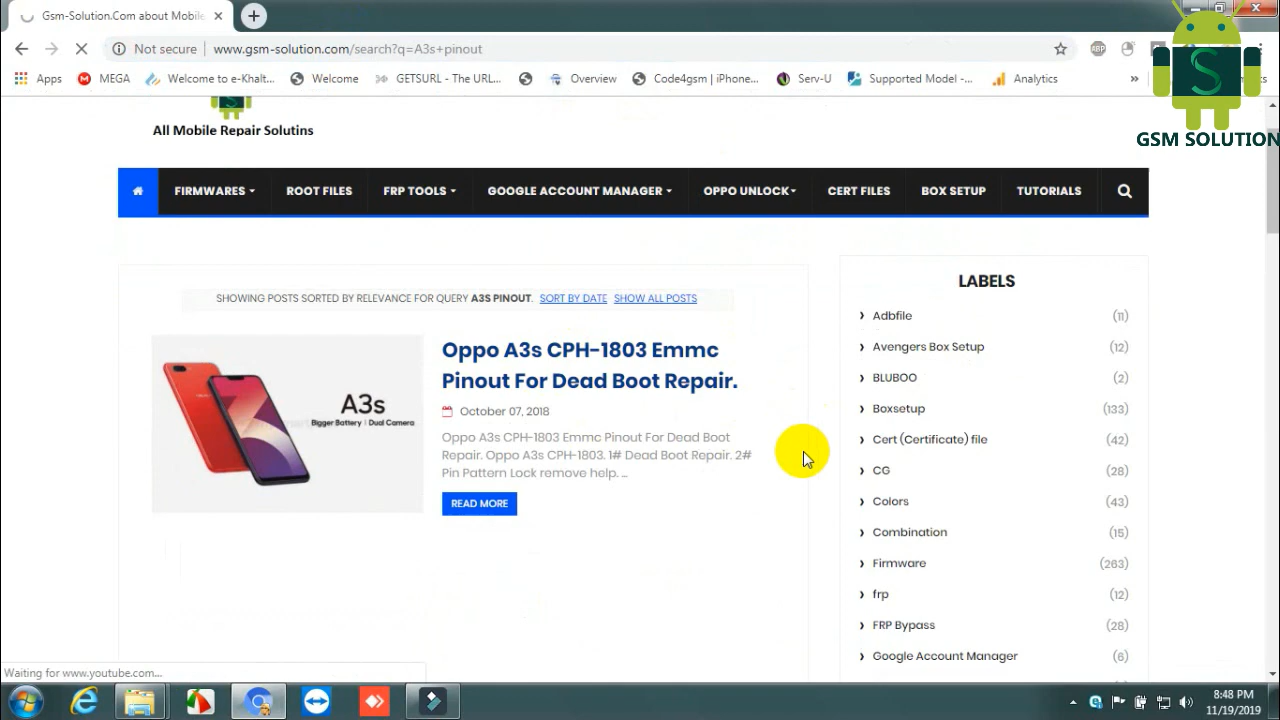 Gsm-Solution.Com about Mobile
Not secure | www.gsm-solution.com/search?q=A3s+pinout
ABP
Apps
MEGA
Welcome to e-Khalt...
Welcome
GETSURL - The URL...
Overview
Code4gsm | iPhone...
Serv-U
Supported Model -...
Analytics
»
S
GSM SOLUTION
All Mobile Repair Solutins
FIRMWARES
ROOT FILES
FRP TOOLS
GOOGLE ACCOUNT MANAGER
OPPO UNLOCK
CERT FILES
BOX SETUP
TUTORIALS
SHOWING POSTS SORTED BY RELEVANCE FOR QUERY A3S PINOUT. SORT BY DATE SHOW ALL POSTS
A3s
Bigger Battery | Dual Camera
Oppo A3s CPH-1803 Emmc
Pinout For Dead Boot Repair.
October 07, 2018
Oppo A3s CPH-1803 Emmc Pinout For Dead Boot
Repair. Oppo A3s CPH-1803. 1# Dead Boot Repair. 2#
Pin Pattern Lock remove help. ...
READ MORE
LABELS
Adbfile (11)
Avengers Box Setup (12)
BLUBOO (2)
Boxsetup (133)
Cert (Certificate) file (42)
CG (28)
Colors (43)
Combination (15)
Firmware (263)
frp (12)
FRP Bypass (28)
Google Account Manager (6)
Waiting for www.youtube.com...
8:48 PM
11/19/2019